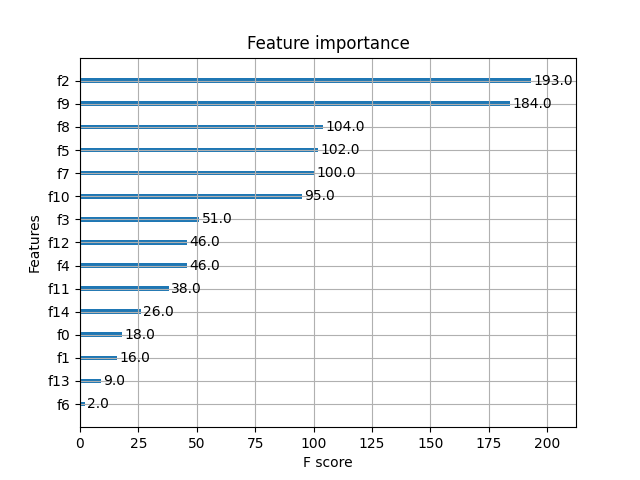 Feature importance
f2 193.0
f9 184.0
f8 104.0
f5 102.0
f7 100.0
f10 95.0
f3 51.0
f12 46.0
f4 46.0
f11 38.0
f14 26.0
f0 18.0
f1 16.0
f13 9.0
f6 2.0
Features
0 25 50 75 100 125 150 175 200
F score